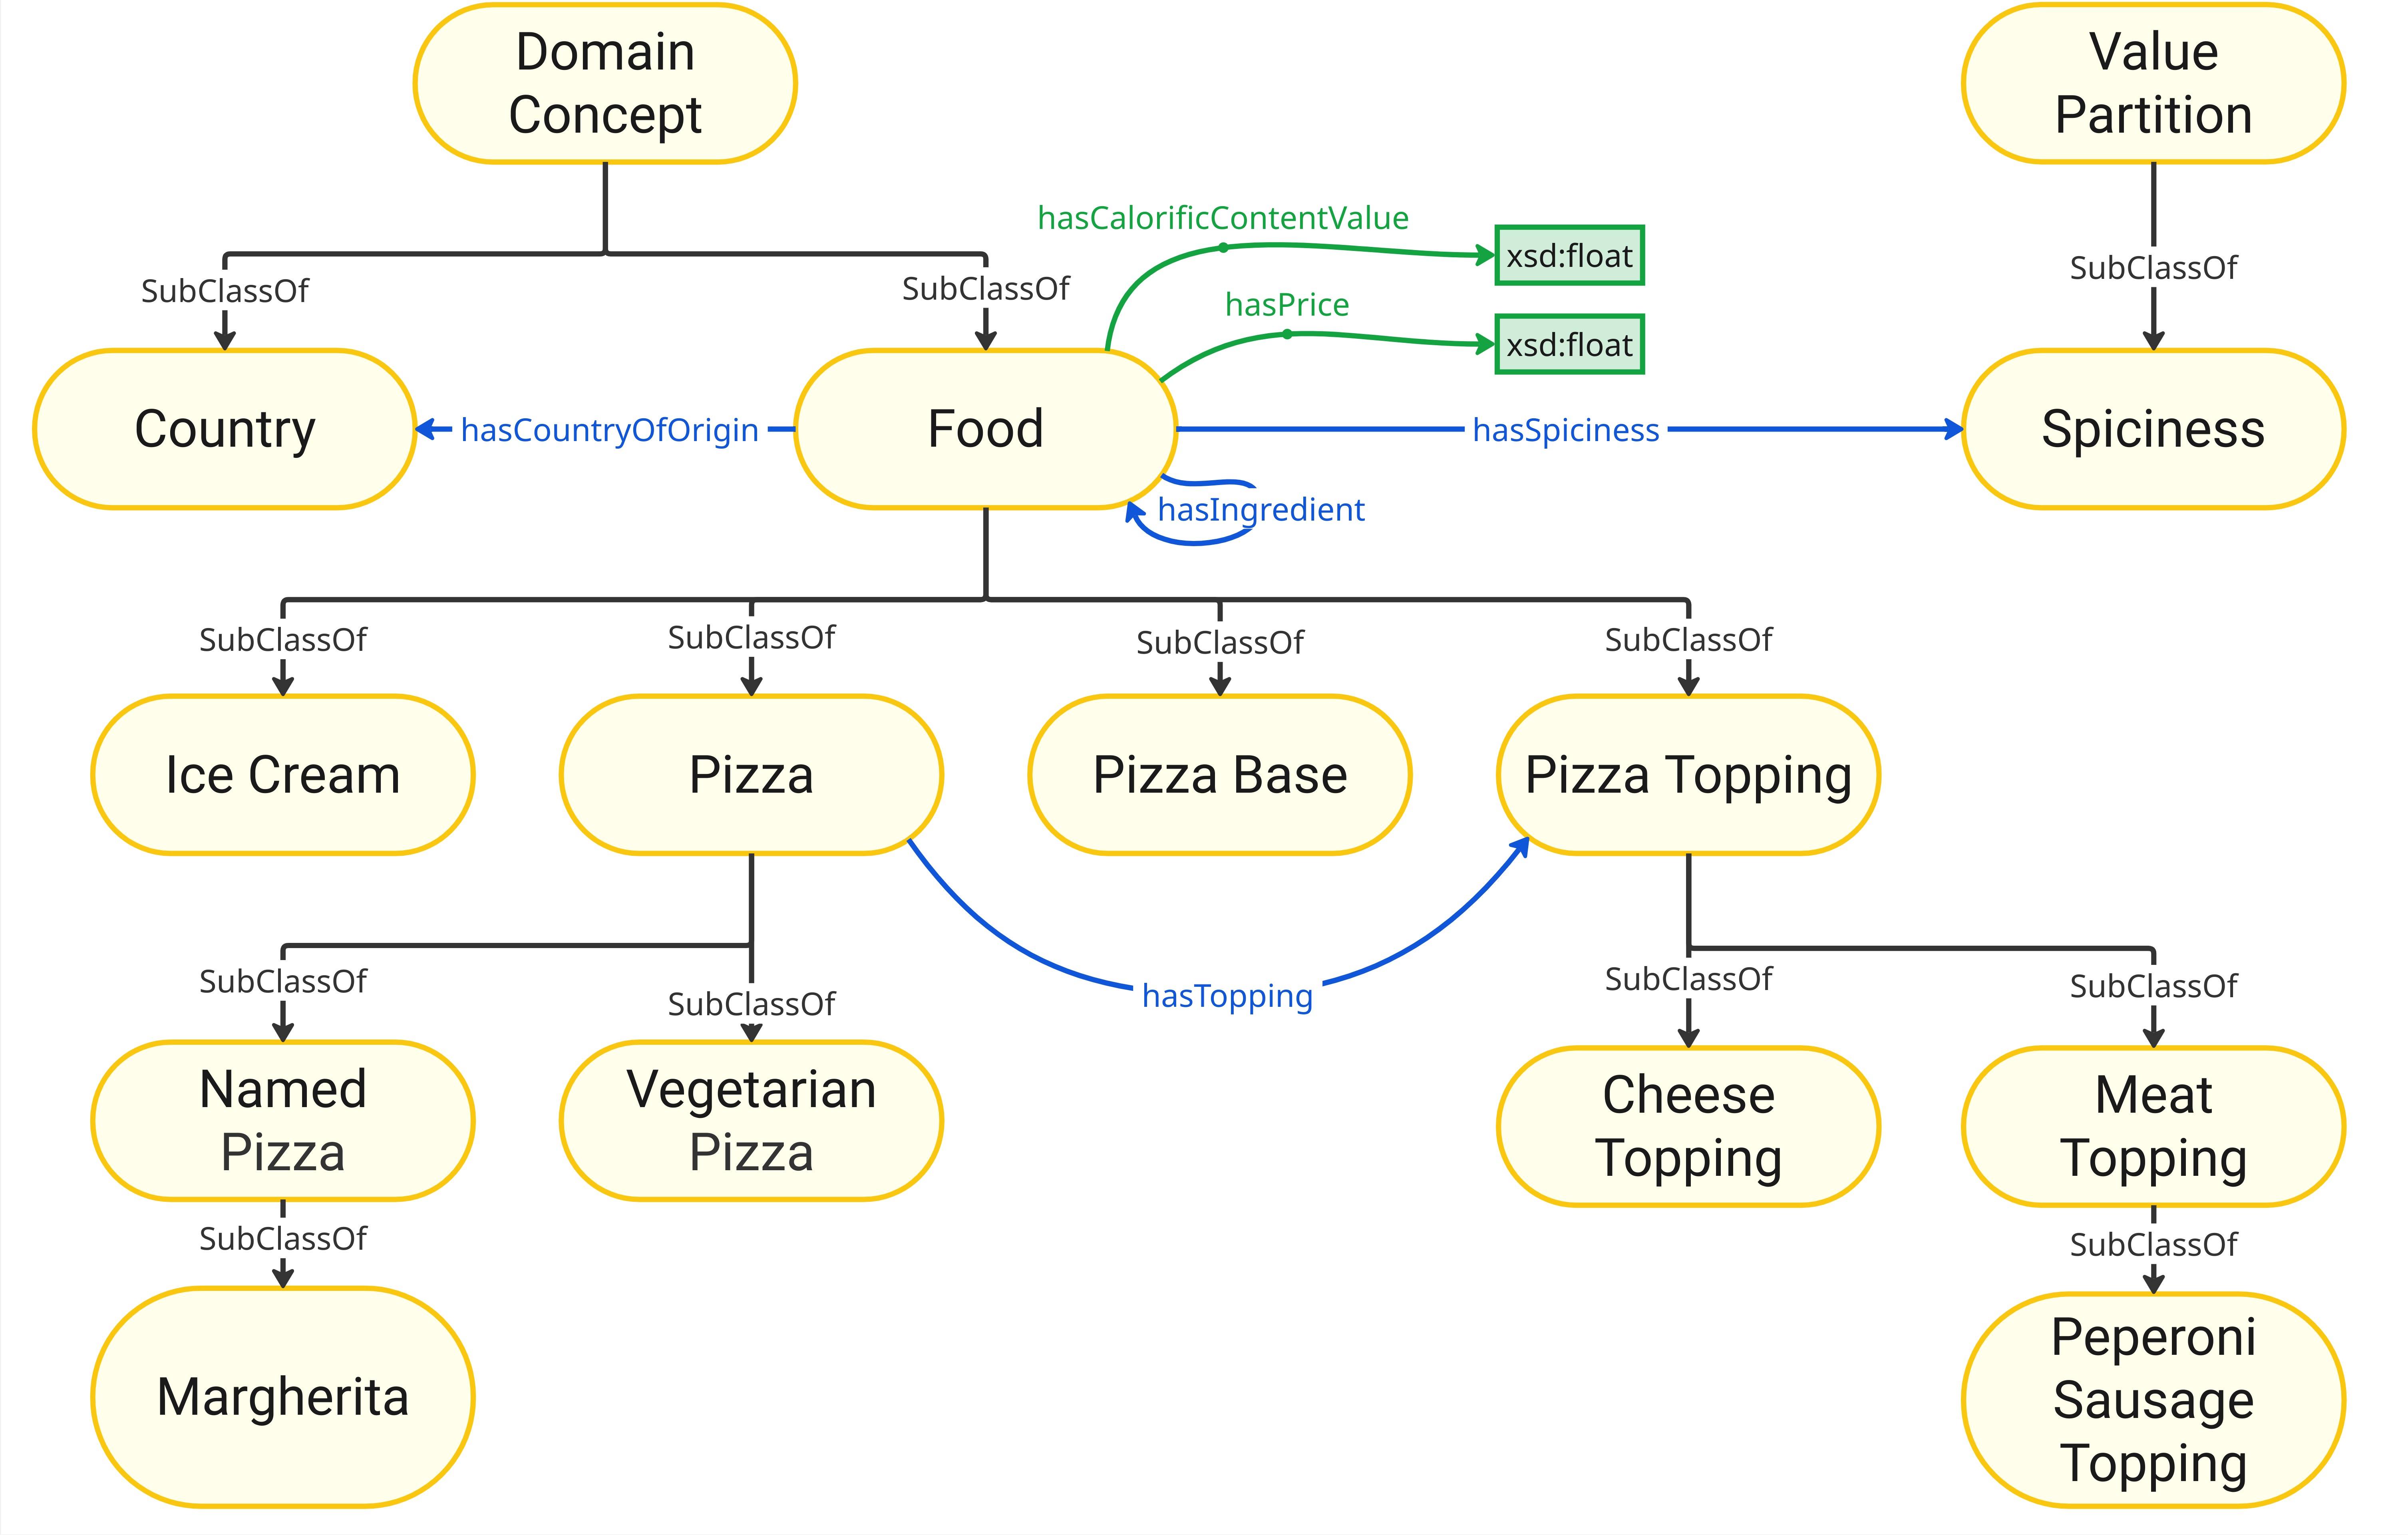 Domain
Concept
Value
Partition
hasCalorificContentValue
xsd:float
SubClassOf
SubClassOf
SubClassOf
hasPrice
xsd:float
Country
hasCountryOfOrigin
Food
hasSpiciness
Spiciness
hasIngredient
SubClassOf
SubClassOf
SubClassOf
SubClassOf
Ice Cream
Pizza
Pizza Base
Pizza Topping
SubClassOf
SubClassOf
hasTopping
SubClassOf
SubClassOf
Named
Pizza
Vegetarian
Pizza
Cheese
Topping
Meat
Topping
SubClassOf
SubClassOf
Margherita
Peperoni
Sausage
Topping